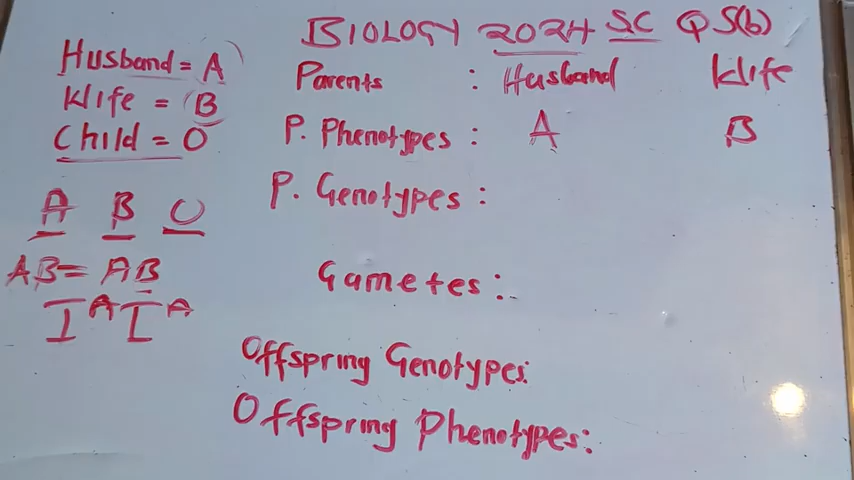 BIOLOGY 2024 SC Q5(b)
Husband = A
Wife = B
Child = O
A B O
AB = AB
I^A I^A
Parents : Husband Wife
P. Phenotypes : A B
P. Genotypes :
Gametes :
Offspring Genotypes:
Offspring Phenotypes: